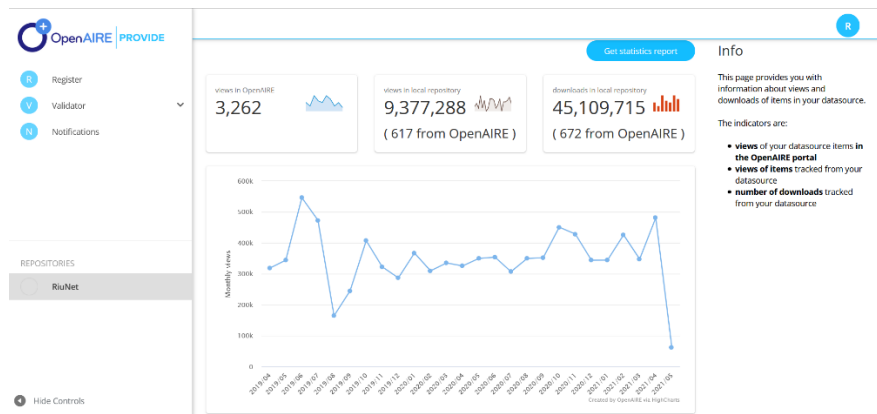 OpenAIRE PROVIDE
R
R Register
V Validator
N Notifications
REPOSITORIES
RiuNet
Hide Controls
Get statistics report
views in OpenAIRE
3,262
views in local repository
9,377,288
( 617 from OpenAIRE )
downloads in local repository
45,109,715
( 672 from OpenAIRE )
Monthly views
600k
500k
400k
300k
200k
100k
0
2019/04
2019/05
2019/06
2019/07
2019/08
2019/09
2019/10
2019/11
2019/12
2020/01
2020/02
2020/03
2020/04
2020/05
2020/06
2020/07
2020/08
2020/09
2020/10
2020/11
2020/12
2021/01
2021/02
2021/03
2021/04
2021/05
Created by OpenAIRE via HighCharts
Info
This page provides you with
information about views and
downloads of items in your datasource.
The indicators are:
• views of your datasource items in
the OpenAIRE portal
• views of items tracked from your
datasource
• number of downloads tracked
from your datasource